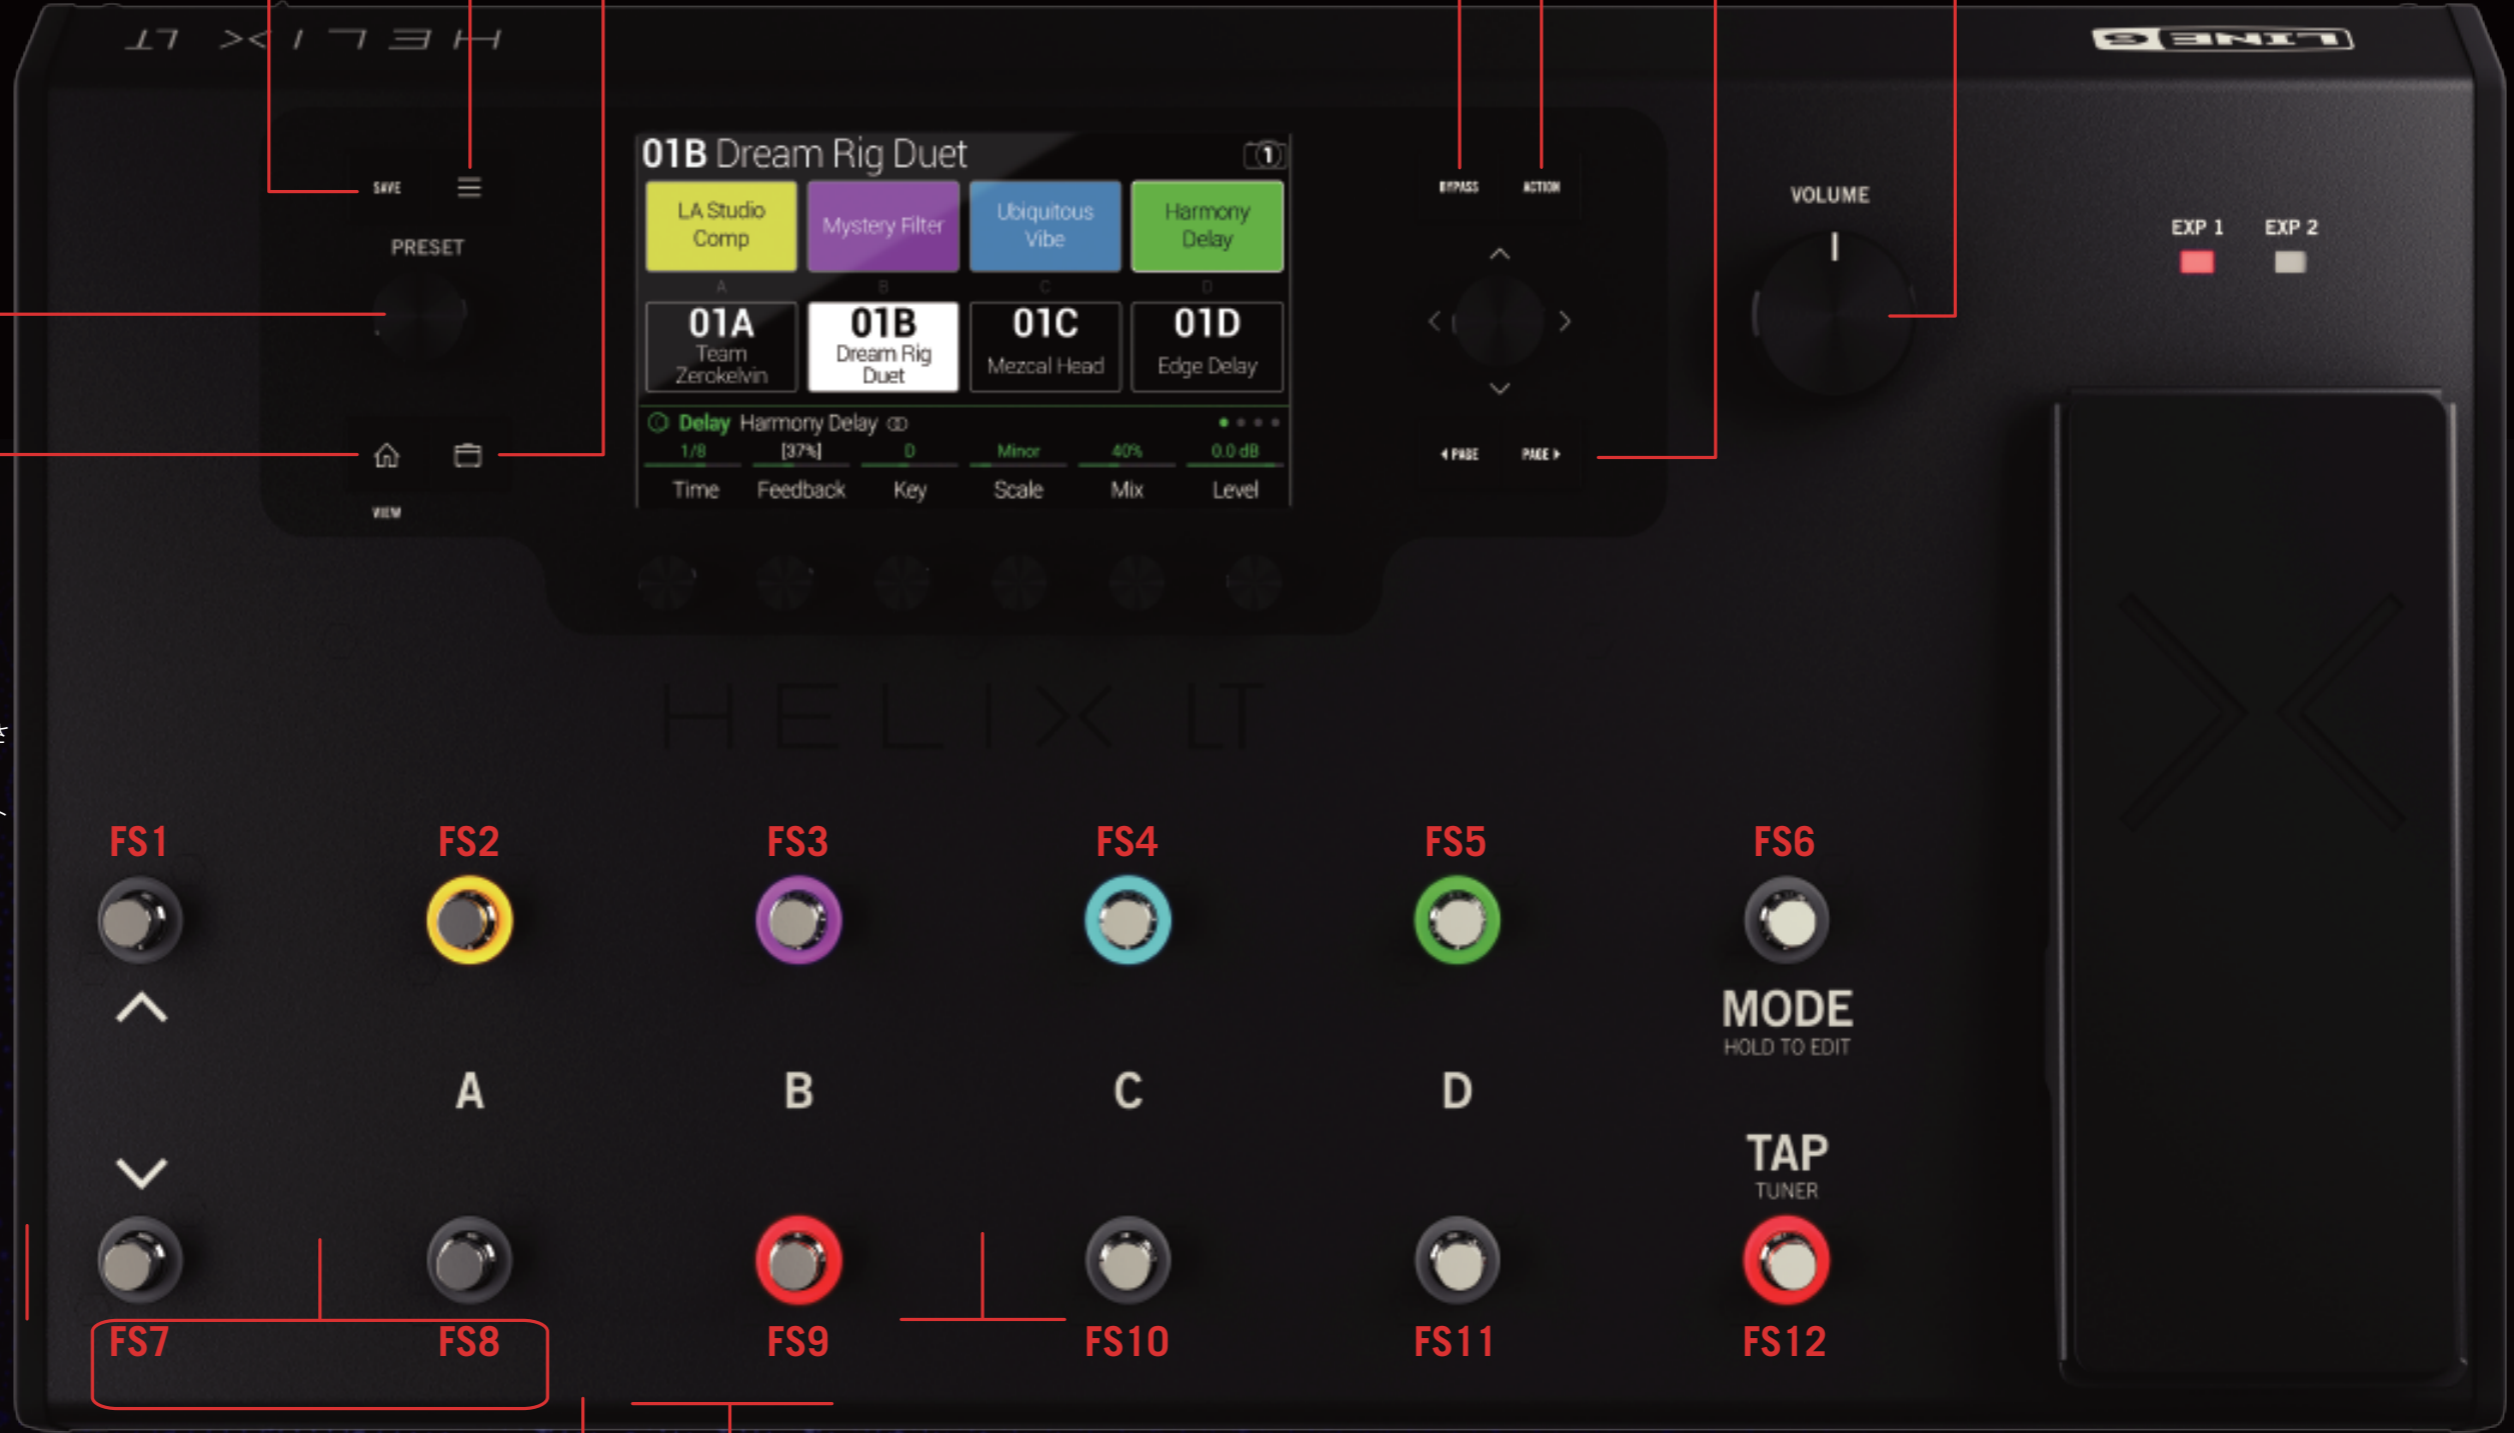 HELIX LT
LINE 6
SAVE
PRESET
VIEW
01B Dream Rig Duet 1
LA Studio
Comp
Mystery Filter
Ubiquitous
Vibe
Harmony
Delay
A B C D
01A
Team
Zerokelvin
01B
Dream Rig
Duet
01C
Mezcal Head
01D
Edge Delay
Delay Harmony Delay
1/8 [37%] D Minor 40% 0.0 dB
Time Feedback Key Scale Mix Level
BYPASS ACTION
PAGE PAGE
VOLUME
EXP 1 EXP 2
HELIX LT
FS1 FS2 FS3 FS4 FS5 FS6
MODE
HOLD TO EDIT
A B C D
TAP
TUNER
FS7 FS8 FS9 FS10 FS11 FS12